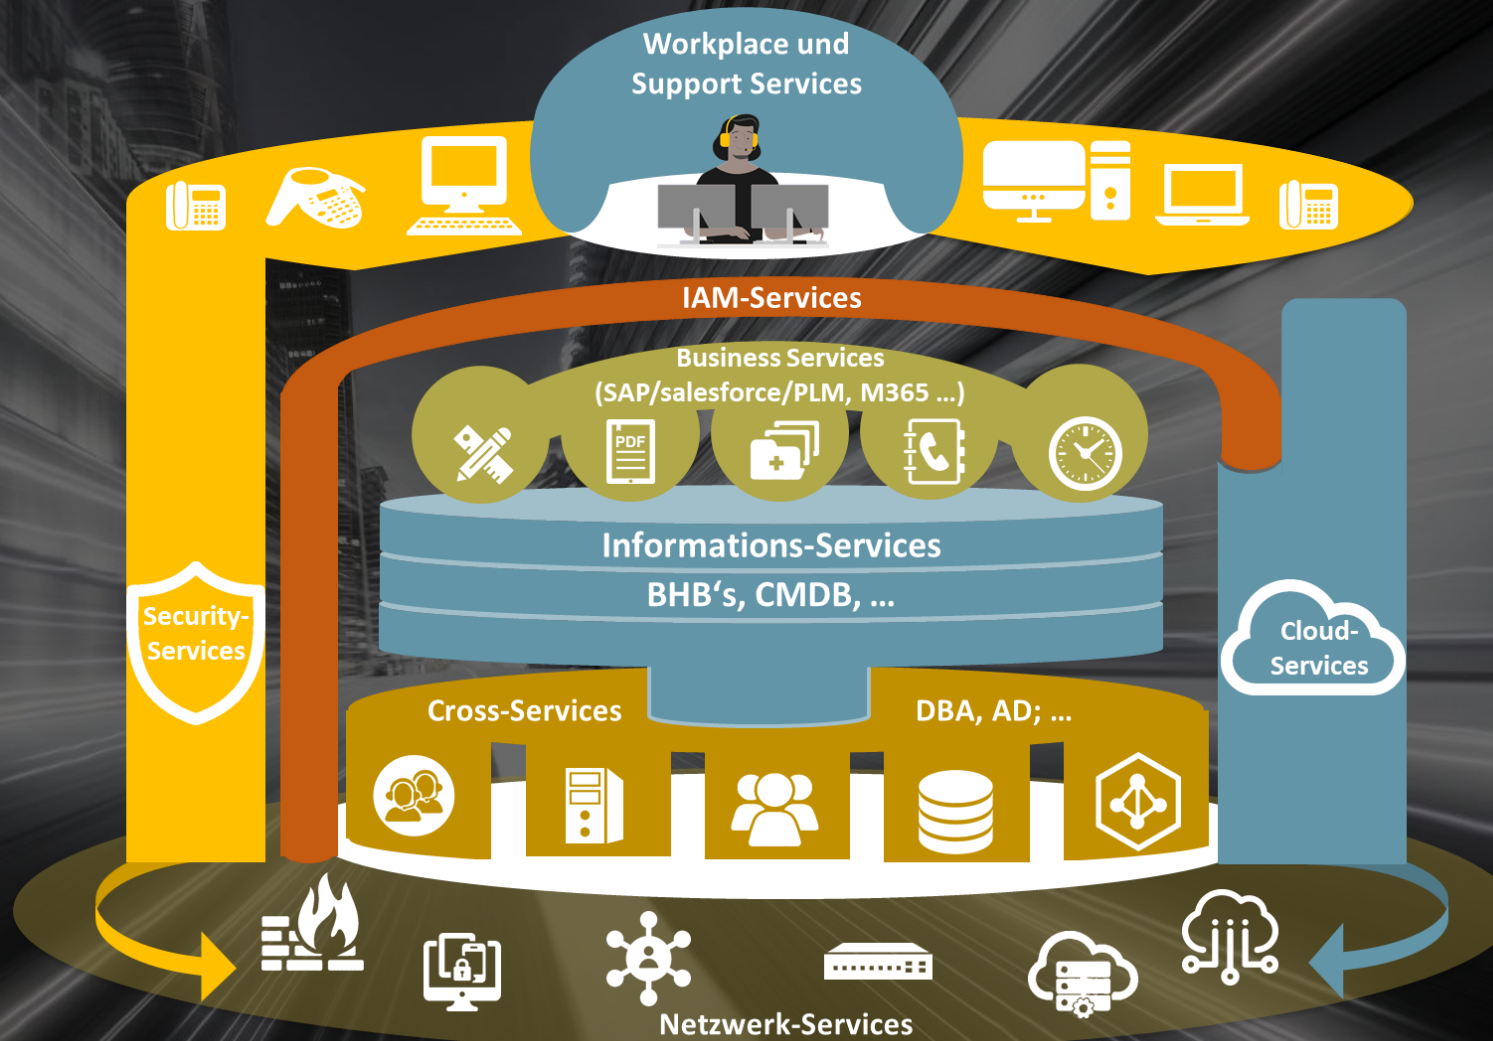 Workplace und
Support Services
IAM-Services
Business Services
(SAP/salesforce/PLM, M365 ...)
PDF
Informations-Services
BHB‘s, CMDB, ...
Security-
Services
Cloud-
Services
Cross-Services
DBA, AD; ...
Netzwerk-Services